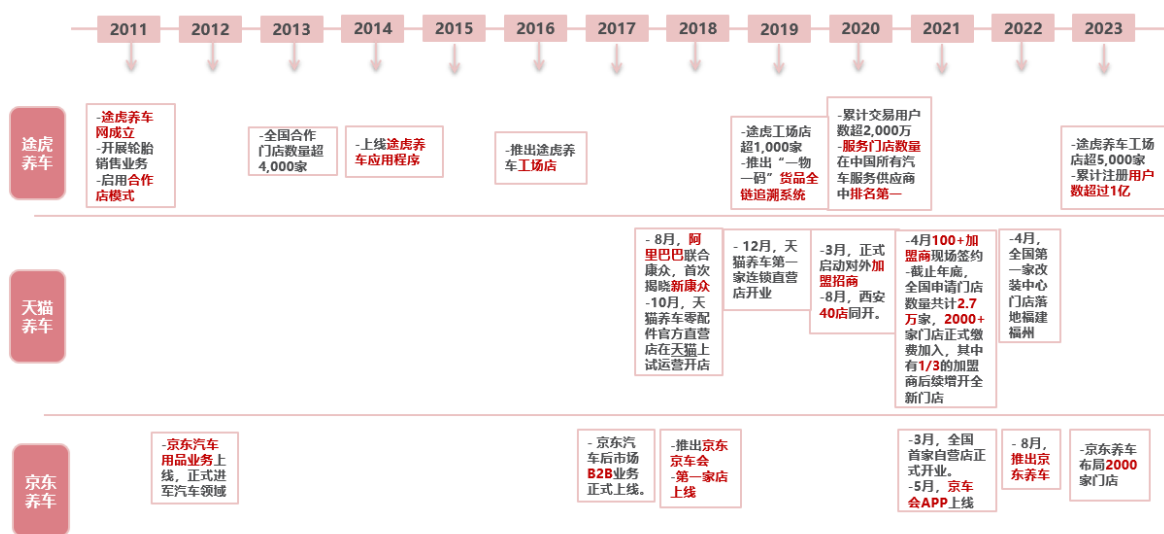 2011 2012 2013 2014 2015 2016 2017 2018 2019 2020 2021 2022 2023
途虎
养车
-途虎养车
网成立
-开展轮胎
销售业务
-启用合作
店模式
-全国合作
门店数量超
4,000家
-上线途虎养
车应用程序
-推出途虎养
车工场店
-途虎工场店
超1,000家
-推出“一物
一码”货品全
链追溯系统
-累计交易用户
数超2,000万
-服务门店数量
在中国所有汽
车服务供应商
中排名第一
-途虎养车工场
店超5,000家
-累计注册用户
数超过1亿
天猫
养车
- 8月，阿
里巴巴联合
康众，首次
揭晓新康众
-10月，天
猫养车零配
件官方直营
店在天猫上
试运营开店
- 12月，天
猫养车第一
家连锁直营
店开业
-3月，正式
启动对外加
盟招商
-8月，西安
40店同开。
-4月100+加
盟商现场签约
-截止年底，
全国申请门店
数量共计2.7
万家，2000+
家门店正式缴
费加入，其中
有1/3的加盟
商后续增开全
新门店
-4月，
全国第
一家改
装中心
门店落
地福建
福州
京东
养车
-京东汽车
用品业务上
线，正式进
军汽车领域
- 京东汽
车后市场
B2B业务
正式上线。
-推出京东
京车会
-第一家店
上线
-3月，全国
首家自营店正
式开业。
-5月，京车
会APP上线
- 8月，
推出京
东养车
-京东养车
布局2000
家门店